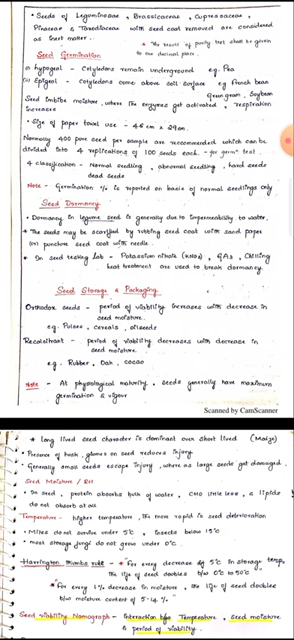 • Seeds of Leguminosae, Brassicaceae, Cupressaceae,
Pinaceae & Taxodiaceae with seed coat removed are considered
as Inert matter.
* The result of purity test shall be given
to one decimal place.
Seed Germination
(i) Hypogeal - Cotyledons remain underground eg. Pea
(ii) Epigeal - Cotyledons come above soil surface eg French bean
Green gram, Soybean
Seed imbibe moisture, where the enzymes get activated, respiration
increases
• Size of paper towel use - 46 cm x 29 cm.
Normally 400 pure seed per sample are recommended which can be
divided into 4 replications of 100 seeds each - for germn test.
4 classification - Normal seedling, abnormal seedling, hard seeds
dead seeds
Note - Germination % is reported on basis of normal seedlings only
Seed Dormancy
• Dormancy in legume seed is generally due to impermeability to water.
• The seeds may be scarified by rubbing seed coat with sand paper
(or) puncture seed coat with needle.
• In seed testing lab - Potassium nitrate (KNO3), GA3, Chilling
heat treatment are used to break dormancy.
Seed Storage & Packaging
Orthodox seeds - period of viability increases with decrease in
seed moisture.
eg. Pulses, cereals, oilseeds
Recalcitrant - period of viability decreases with decrease in
seed moisture.
eg. Rubber, Oak, cocao
Note - At physiological maturity, seeds generally have maximum
germination & vigour
Scanned by CamScanner
* Long lived seed character is dominant over short lived (Maize)
• Presence of husk, glumes on seed reduces injury.
• Generally small seeds escape injury, where as large seeds get damaged.
Seed Moisture / RH
• In seed, protein absorbs bulk of water, CHO little less, & lipids
do not absorb at all
Temperature - higher temperature, the more rapid is seed deterioration
• Mites do not survive under 5°C, insects below 15°C
• most storage fungi do not grow under 0°C.
Harrington thumbs rule - * For every decrease of 5°C in storage temp,
the life of seed doubles b/w 0°C to 50°C
* For every 1% decrease in moisture, the life of seed doubles
b/w moisture content of 5-14%
Seed viability Nomograph - interaction b/w Temperature, seed moisture
& period of viability.